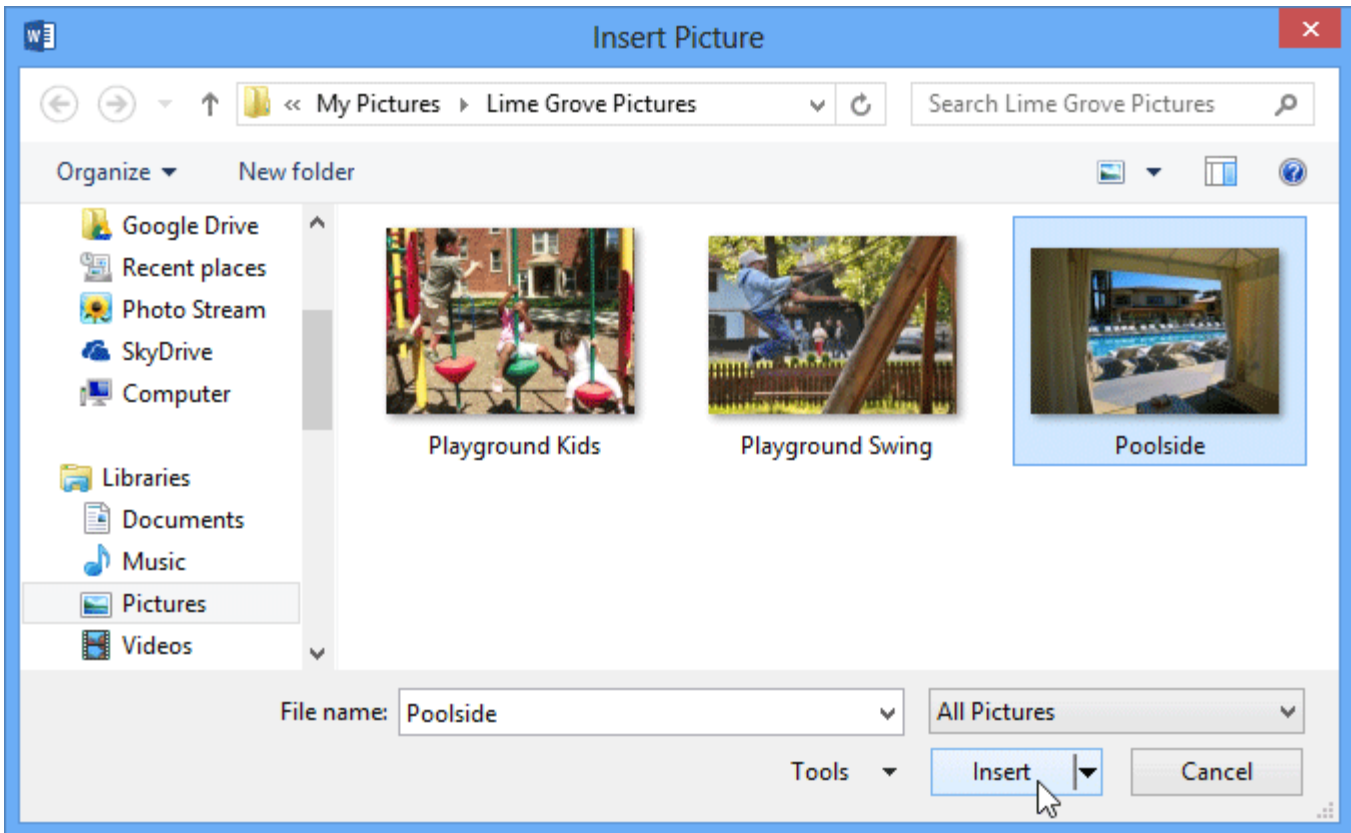 Insert Picture
« My Pictures Lime Grove Pictures
Search Lime Grove Pictures
Organize
New folder
Google Drive
Recent places
Photo Stream
SkyDrive
Computer
Libraries
Documents
Music
Pictures
Videos
Playground Kids
Playground Swing
Poolside
File name: Poolside
All Pictures
Tools
Insert
Cancel